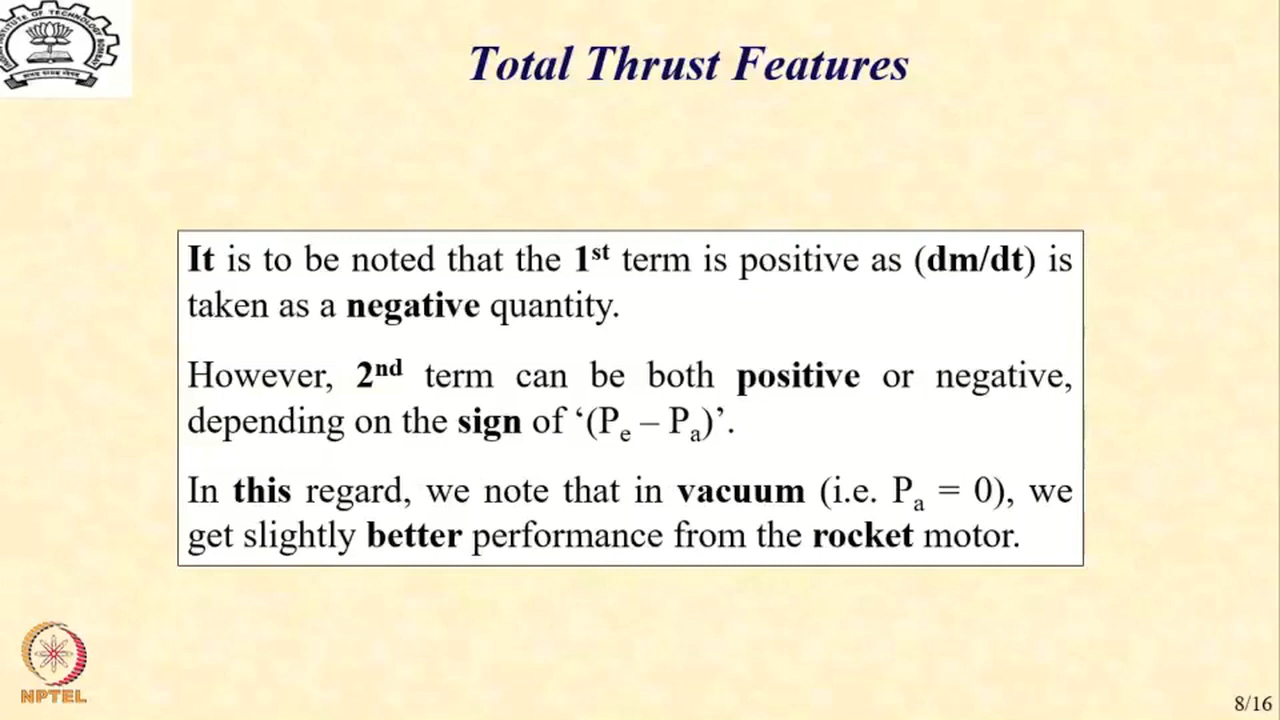 Total Thrust Features
It is to be noted that the 1st term is positive as (dm/dt) is
taken as a negative quantity.
However, 2nd term can be both positive or negative,
depending on the sign of ‘(Pe – Pa)’.
In this regard, we note that in vacuum (i.e. Pa = 0), we
get slightly better performance from the rocket motor.
NPTEL
8/16